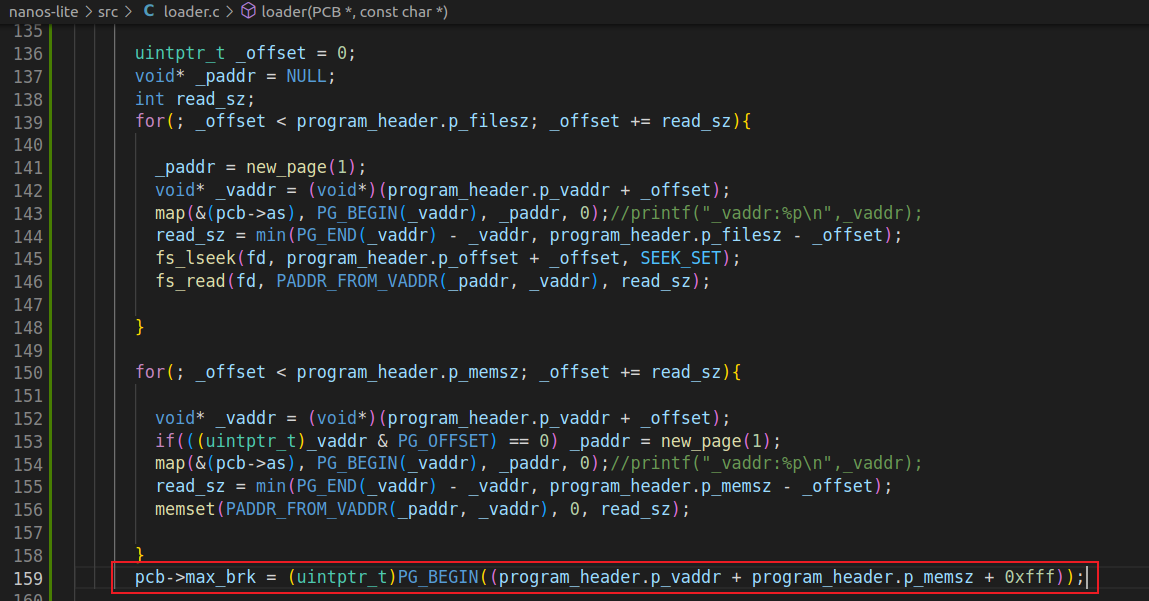 nanos-lite > src > C loader.c > loader(PCB *, const char *)
135
136 uintptr_t _offset = 0;
137 void* _paddr = NULL;
138 int read_sz;
139 for(; _offset < program_header.p_filesz; _offset += read_sz){
140
141 _paddr = new_page(1);
142 void* _vaddr = (void*)(program_header.p_vaddr + _offset);
143 map(&(pcb->as), PG_BEGIN(_vaddr), _paddr, 0);//printf("_vaddr:%p\n",_vaddr);
144 read_sz = min(PG_END(_vaddr) - _vaddr, program_header.p_filesz - _offset);
145 fs_lseek(fd, program_header.p_offset + _offset, SEEK_SET);
146 fs_read(fd, PADDR_FROM_VADDR(_paddr, _vaddr), read_sz);
147
148 }
149
150 for(; _offset < program_header.p_memsz; _offset += read_sz){
151
152 void* _vaddr = (void*)(program_header.p_vaddr + _offset);
153 if(((uintptr_t)_vaddr & PG_OFFSET) == 0) _paddr = new_page(1);
154 map(&(pcb->as), PG_BEGIN(_vaddr), _paddr, 0);//printf("_vaddr:%p\n",_vaddr);
155 read_sz = min(PG_END(_vaddr) - _vaddr, program_header.p_memsz - _offset);
156 memset(PADDR_FROM_VADDR(_paddr, _vaddr), 0, read_sz);
157
158 }
159 pcb->max_brk = (uintptr_t)PG_BEGIN((program_header.p_vaddr + program_header.p_memsz + 0xfff));
160